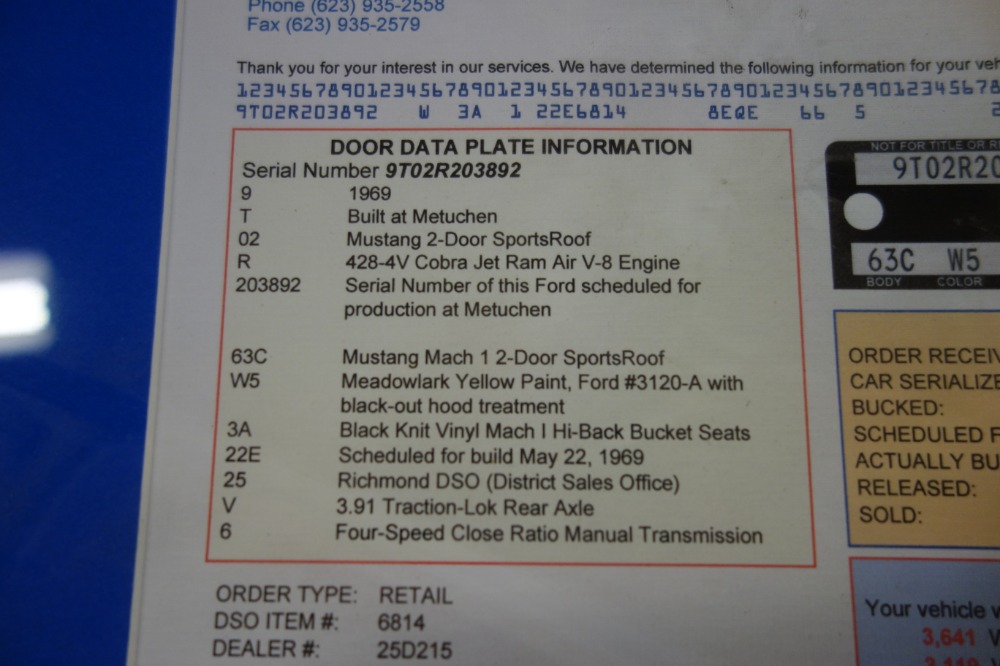 Phone (623) 935-2558
Fax (623) 935-2579
Thank you for your interest in our services. We have determined the following information for your
123456789012345678901234567890123456789012345678901234567890123456789012345678
9T02R203892 W 3A 1 22E6814 8EQE 66 5
DOOR DATA PLATE INFORMATION
Serial Number 9T02R203892
9 1969
T Built at Metuchen
02 Mustang 2-Door SportsRoof
R 428-4V Cobra Jet Ram Air V-8 Engine
203892 Serial Number of this Ford scheduled for
production at Metuchen
63C Mustang Mach 1 2-Door SportsRoof
W5 Meadowlark Yellow Paint, Ford #3120-A with
black-out hood treatment
3A Black Knit Vinyl Mach I Hi-Back Bucket Seats
22E Scheduled for build May 22, 1969
25 Richmond DSO (District Sales Office)
V 3.91 Traction-Lok Rear Axle
6 Four-Speed Close Ratio Manual Transmission
ORDER TYPE: RETAIL
DSO ITEM #: 6814
DEALER #: 25D215
NOT FOR TITLE OR
9T02R20
63C W5
BODY COLOR
ORDER
CAR
BUCKED:
SCHEDULED
ACTUALLY
RELEASED:
SOLD:
Your vehicle
3,641